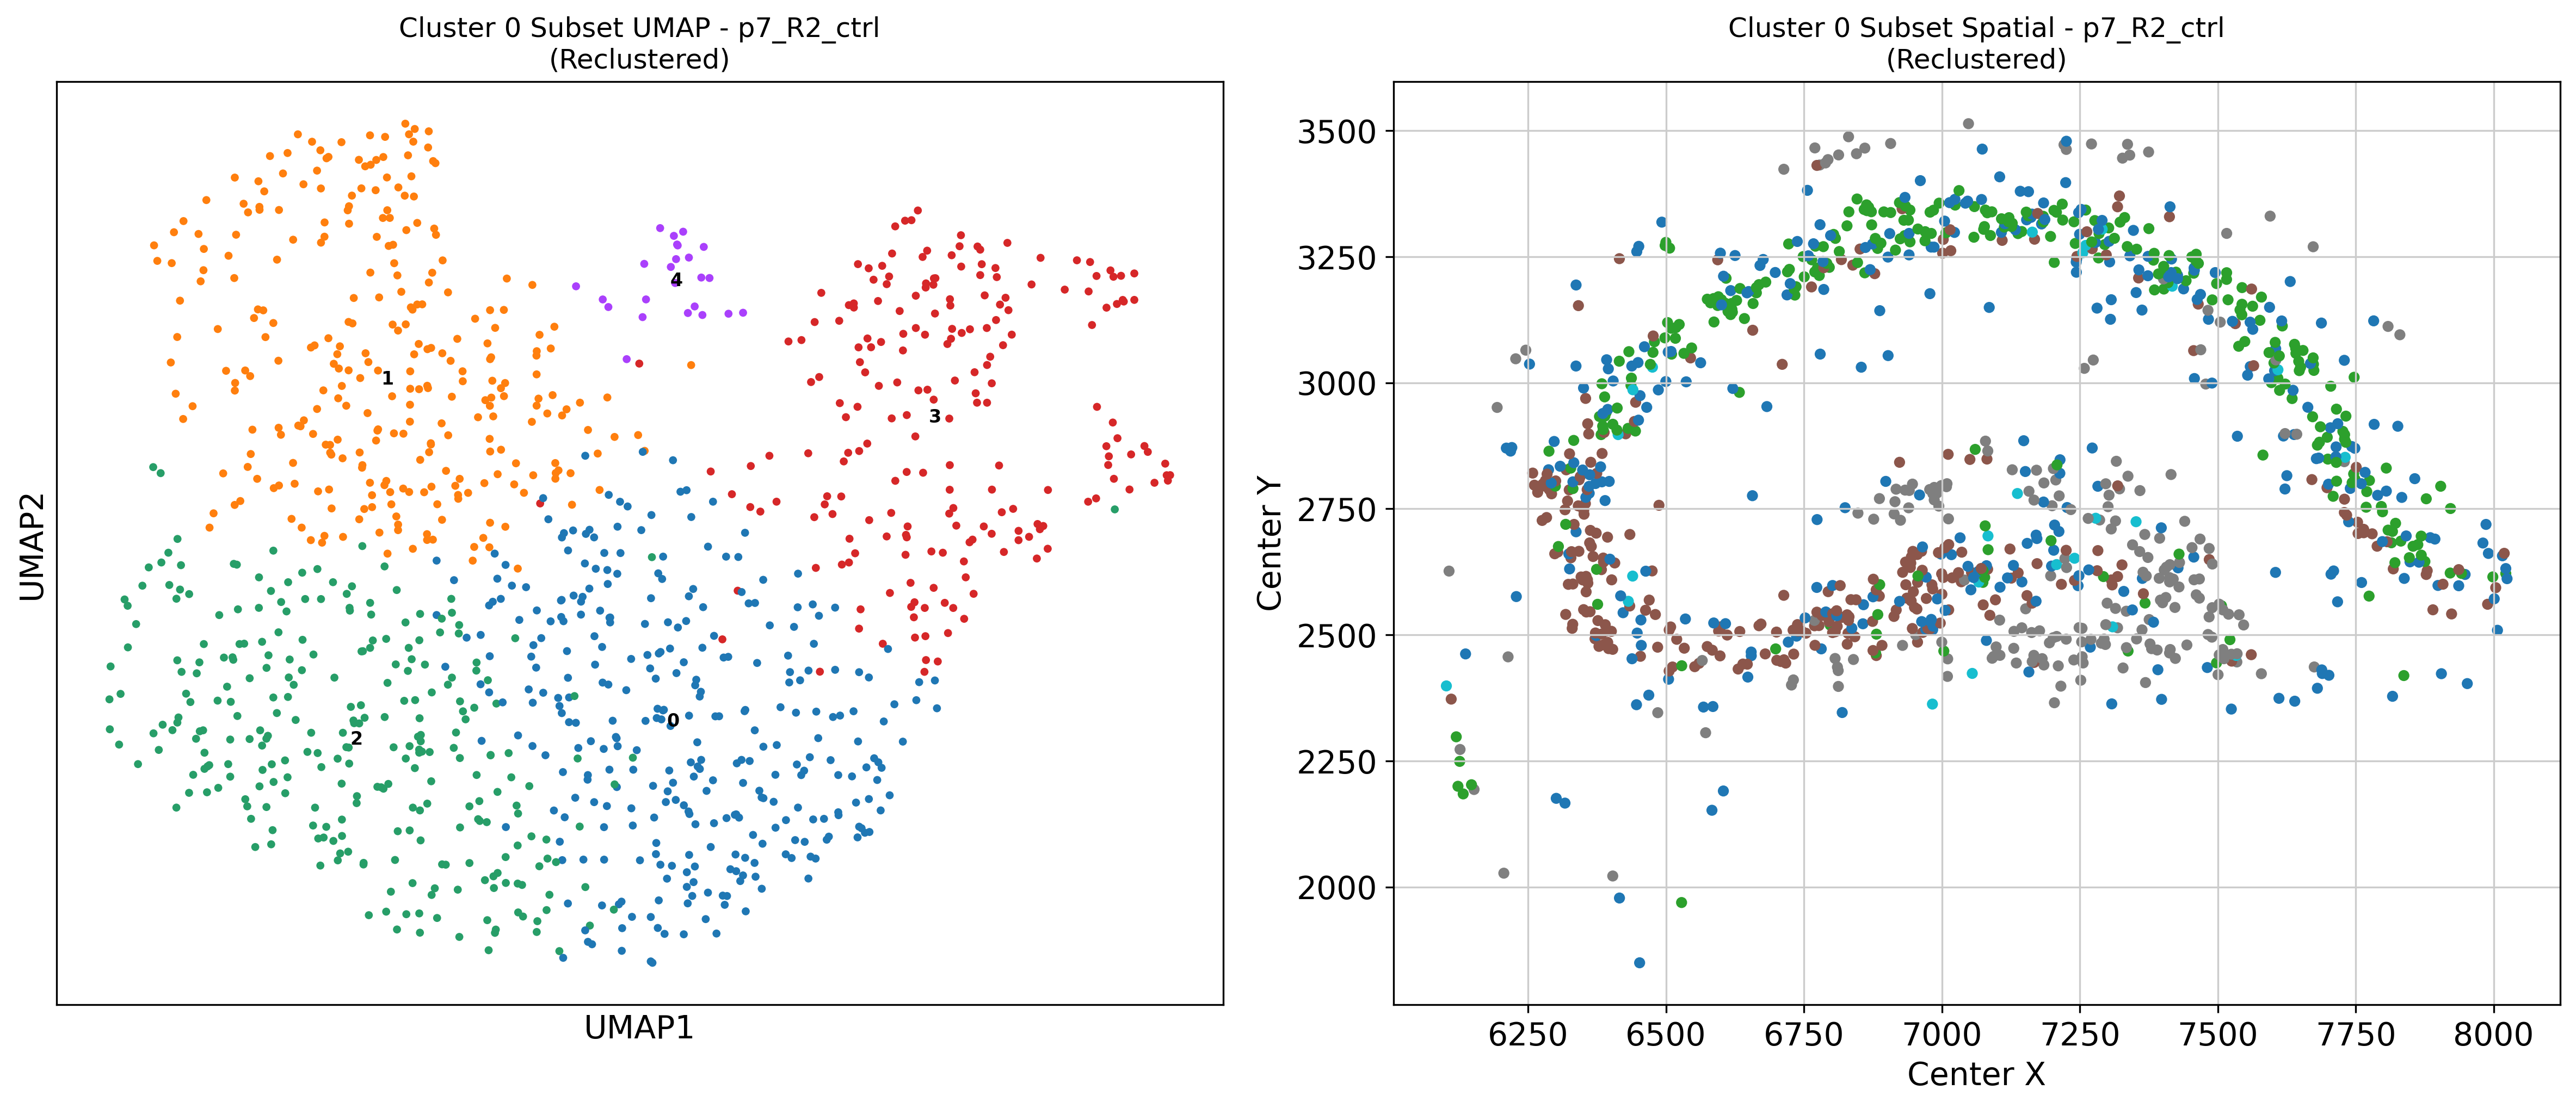 Cluster 0 Subset UMAP - p7_R2_ctrl
(Reclustered)
1
4
3
2
0
UMAP2
UMAP1
Cluster 0 Subset Spatial - p7_R2_ctrl
(Reclustered)
3500
3250
3000
2750
2500
2250
2000
Center Y
6250 6500 6750 7000 7250 7500 7750 8000
Center X